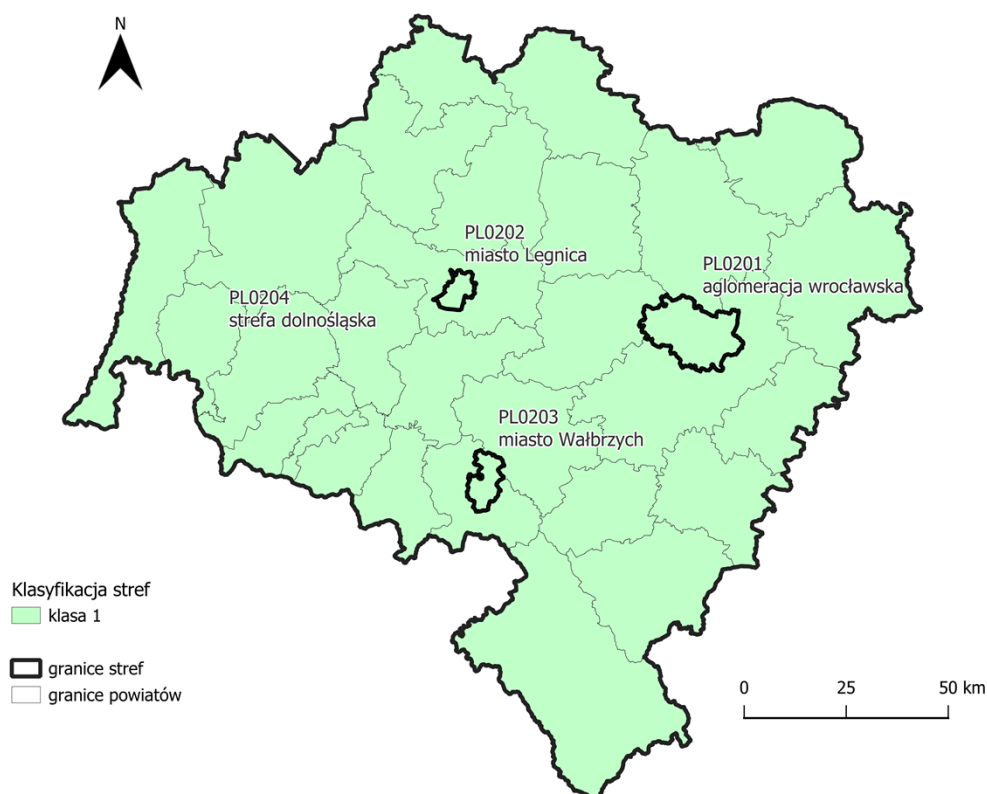 N
PL0202
miasto Legnica
PL0201
aglomeracja wrocławska
PL0204
strefa dolnośląska
PL0203
miasto Wałbrzych
Klasyfikacja stref
klasa 1
granice stref
granice powiatów
0 25 50 km